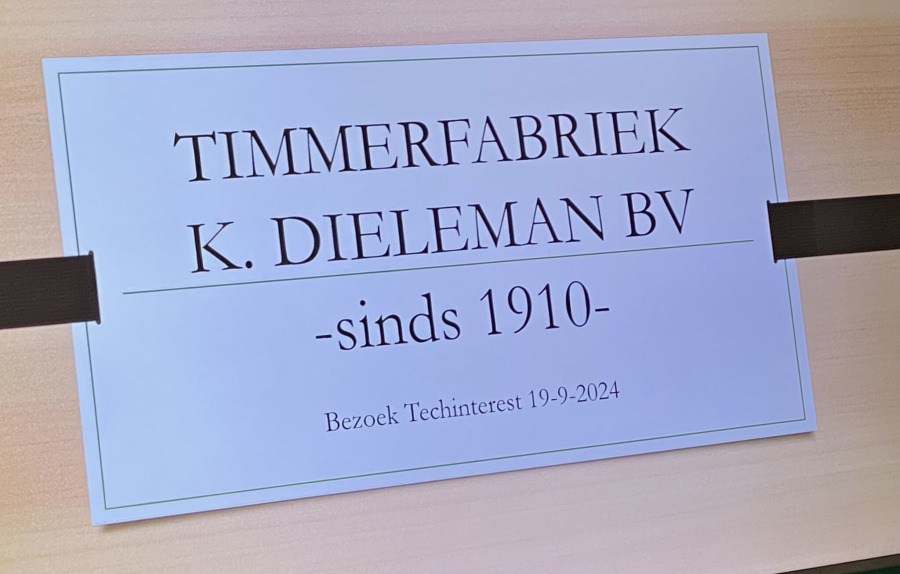 TIMMERFABRIEK
K. DIELEMAN BV
-sinds 1910-
Bezoek Techinterest 19-9-2024